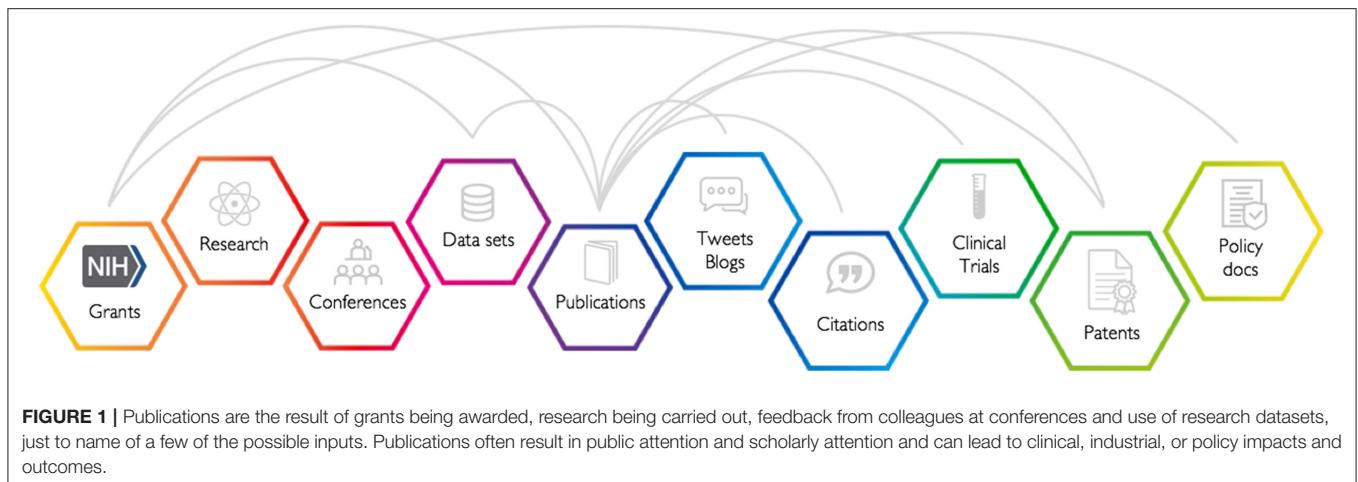 NIH
Grants
Research
Conferences
Data sets
Publications
Tweets
Blogs
Citations
Clinical
Trials
Patents
Policy
docs
FIGURE 1 | Publications are the result of grants being awarded, research being carried out, feedback from colleagues at conferences and use of research datasets,
just to name of a few of the possible inputs. Publications often result in public attention and scholarly attention and can lead to clinical, industrial, or policy impacts and
outcomes.